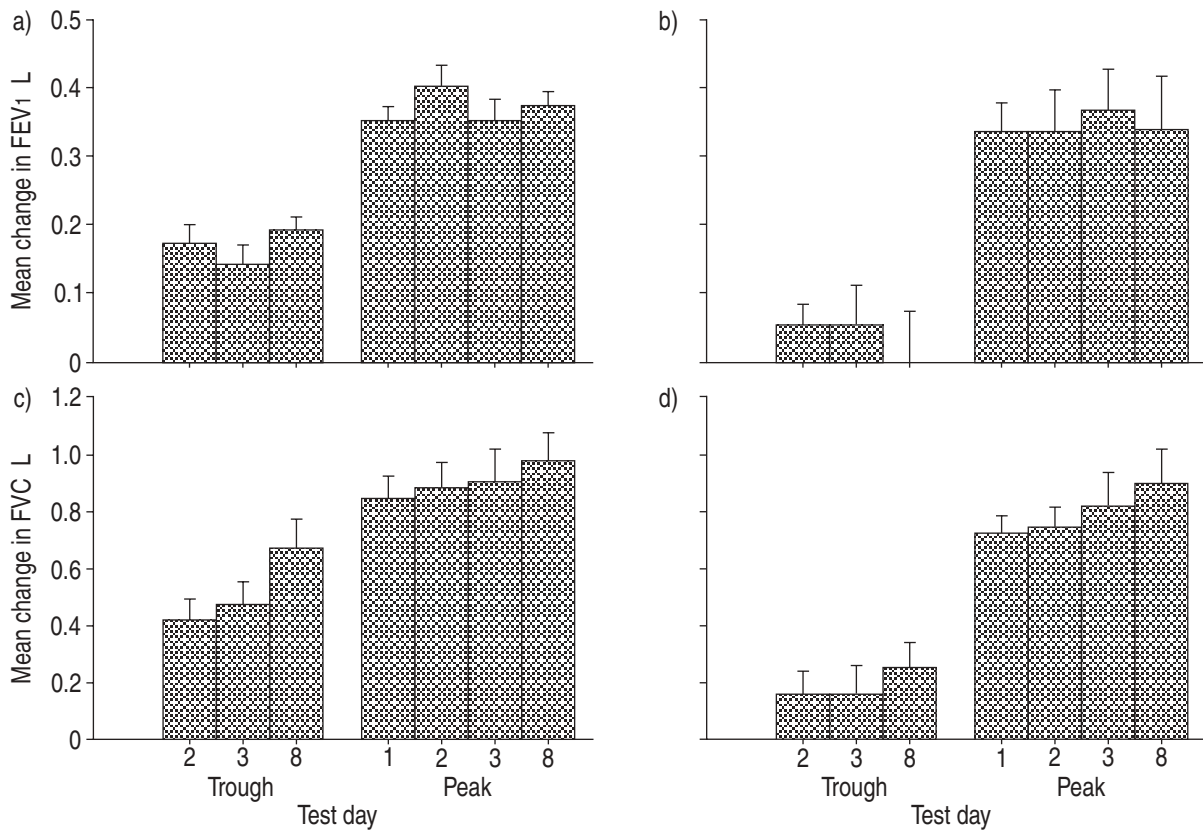 a)
b)
0.5
0.4
0.3
0.2
0.1
0
Mean change in FEV1 L
c)
d)
1.2
1.0
0.8
0.6
0.4
0.2
0
Mean change in FVC L
2 3 8 1 2 3 8
Trough Peak
Test day
2 3 8 1 2 3 8
Trough Peak
Test day